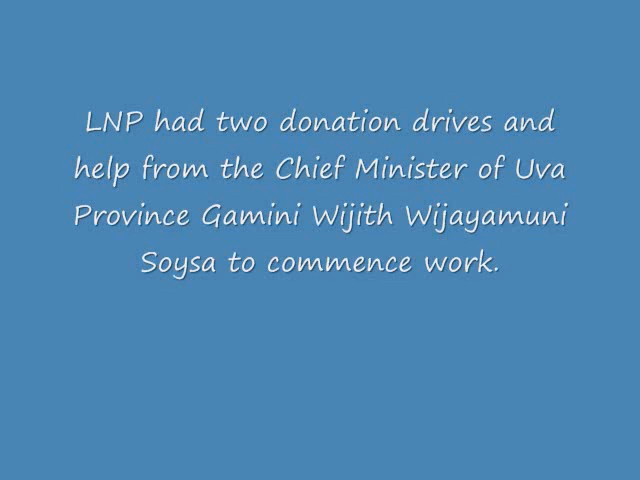 LNP had two donation drives and
help from the Chief Minister of Uva
Province Gamini Wijith Wijayamuni
Soysa to commence work.